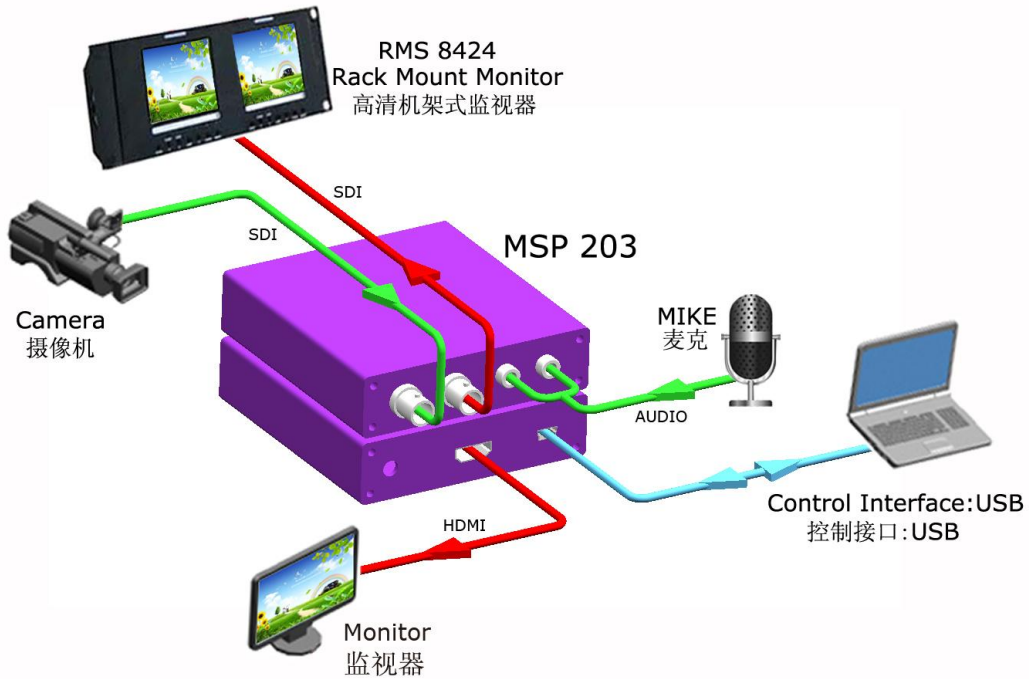 RMS 8424
Rack Mount Monitor
高清机架式监视器
SDI
SDI
MSP 203
Camera
摄像机
MIKE
麦克
AUDIO
Control Interface:USB
控制接口:USB
HDMI
Monitor
监视器